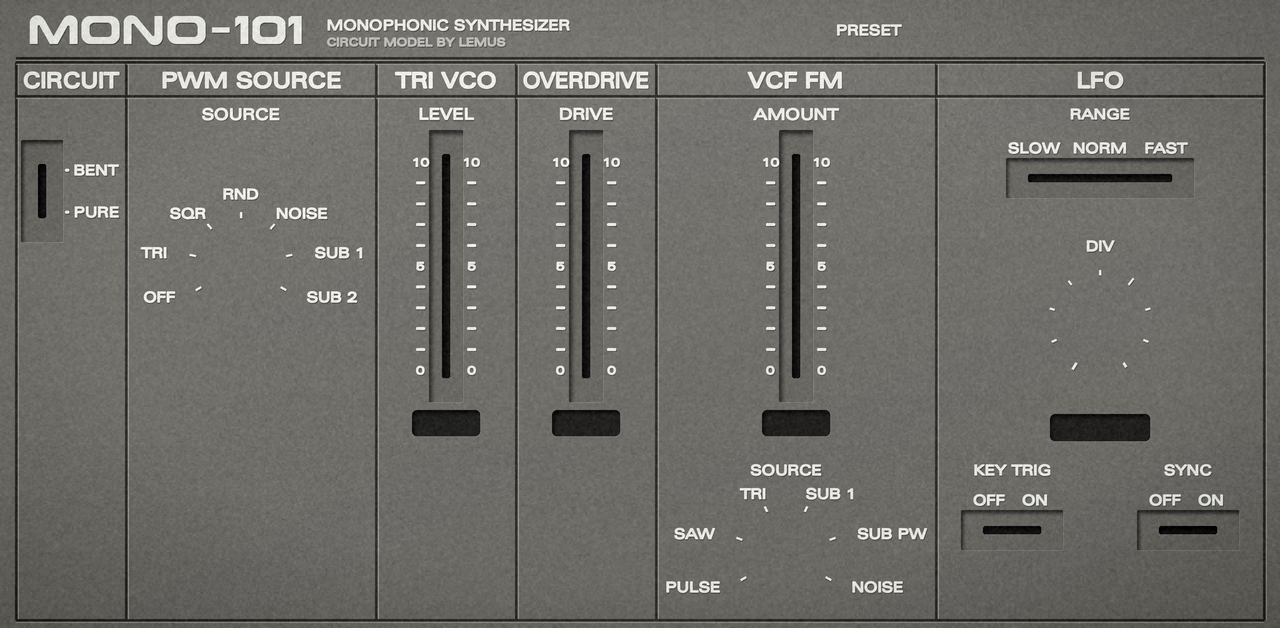 MONO-101
MONOPHONIC SYNTHESIZER
CIRCUIT MODEL BY LEMUS
PRESET
CIRCUIT
BENT
PURE
PWM SOURCE
SOURCE
RND
SQR NOISE
TRI SUB 1
OFF SUB 2
TRI VCO
LEVEL
10 10
5 5
0 0
OVERDRIVE
DRIVE
10 10
5 5
0 0
VCF FM
AMOUNT
10 10
5 5
0 0
SOURCE
TRI SUB 1
SAW SUB PW
PULSE NOISE
LFO
RANGE
SLOW NORM FAST
DIV
KEY TRIG
OFF ON
SYNC
OFF ON